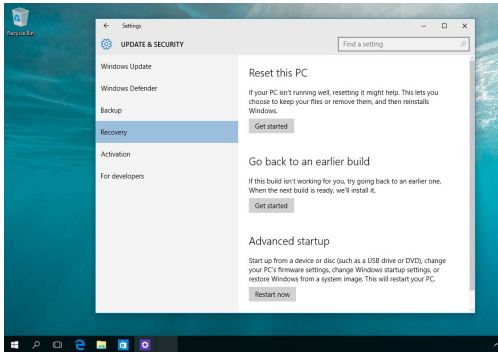 Recycle Bin
Settings
UPDATE & SECURITY
Find a setting
Windows Update
Windows Defender
Backup
Recovery
Activation
For developers
Reset this PC
If your PC isn't running well, resetting it might help. This lets you
choose to keep your files or remove them, and then reinstalls
Windows.
Get started
Go back to an earlier build
If this build isn't working for you, try going back to an earlier one.
When the next build is ready, we'll install it.
Get started
Advanced startup
Start up from a device or disc (such as a USB drive or DVD), change
your PC's firmware settings, change Windows startup settings, or
restore Windows from a system image. This will restart your PC.
Restart now